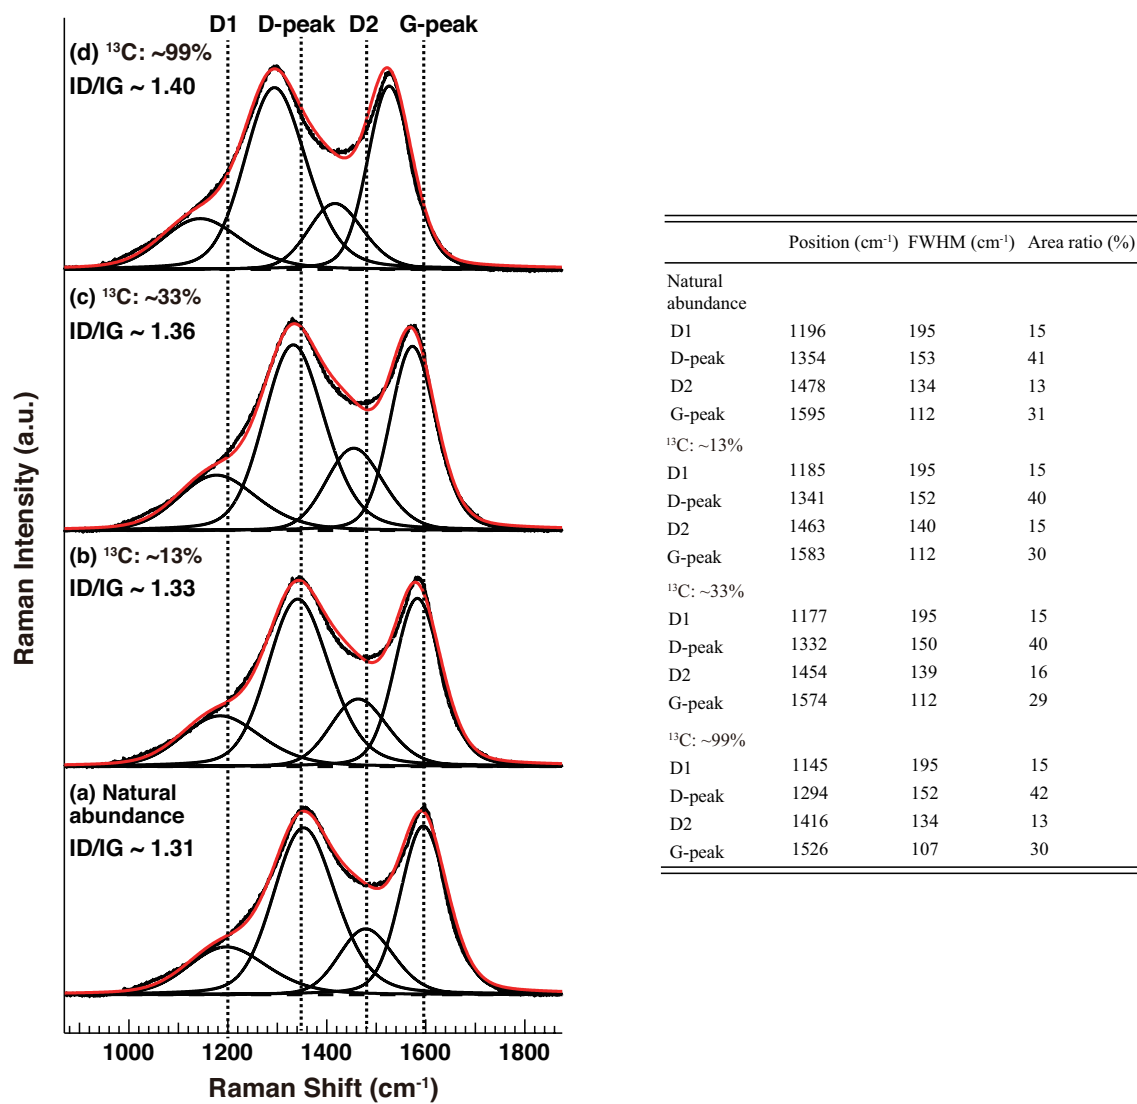 D1 D-peak D2 G-peak
(d) ¹³C: ~99%
ID/IG ~ 1.40
(c) ¹³C: ~33%
ID/IG ~ 1.36
(b) ¹³C: ~13%
ID/IG ~ 1.33
(a) Natural
abundance
ID/IG ~ 1.31
Raman Intensity (a.u.)
1000 1200 1400 1600 1800
Raman Shift (cm⁻¹)
Position (cm⁻¹) FWHM (cm⁻¹) Area ratio (%)
Natural
abundance
D1 1196 195 15
D-peak 1354 153 41
D2 1478 134 13
G-peak 1595 112 31
¹³C: ~13%
D1 1185 195 15
D-peak 1341 152 40
D2 1463 140 15
G-peak 1583 112 30
¹³C: ~33%
D1 1177 195 15
D-peak 1332 150 40
D2 1454 139 16
G-peak 1574 112 29
¹³C: ~99%
D1 1145 195 15
D-peak 1294 152 42
D2 1416 134 13
G-peak 1526 107 30